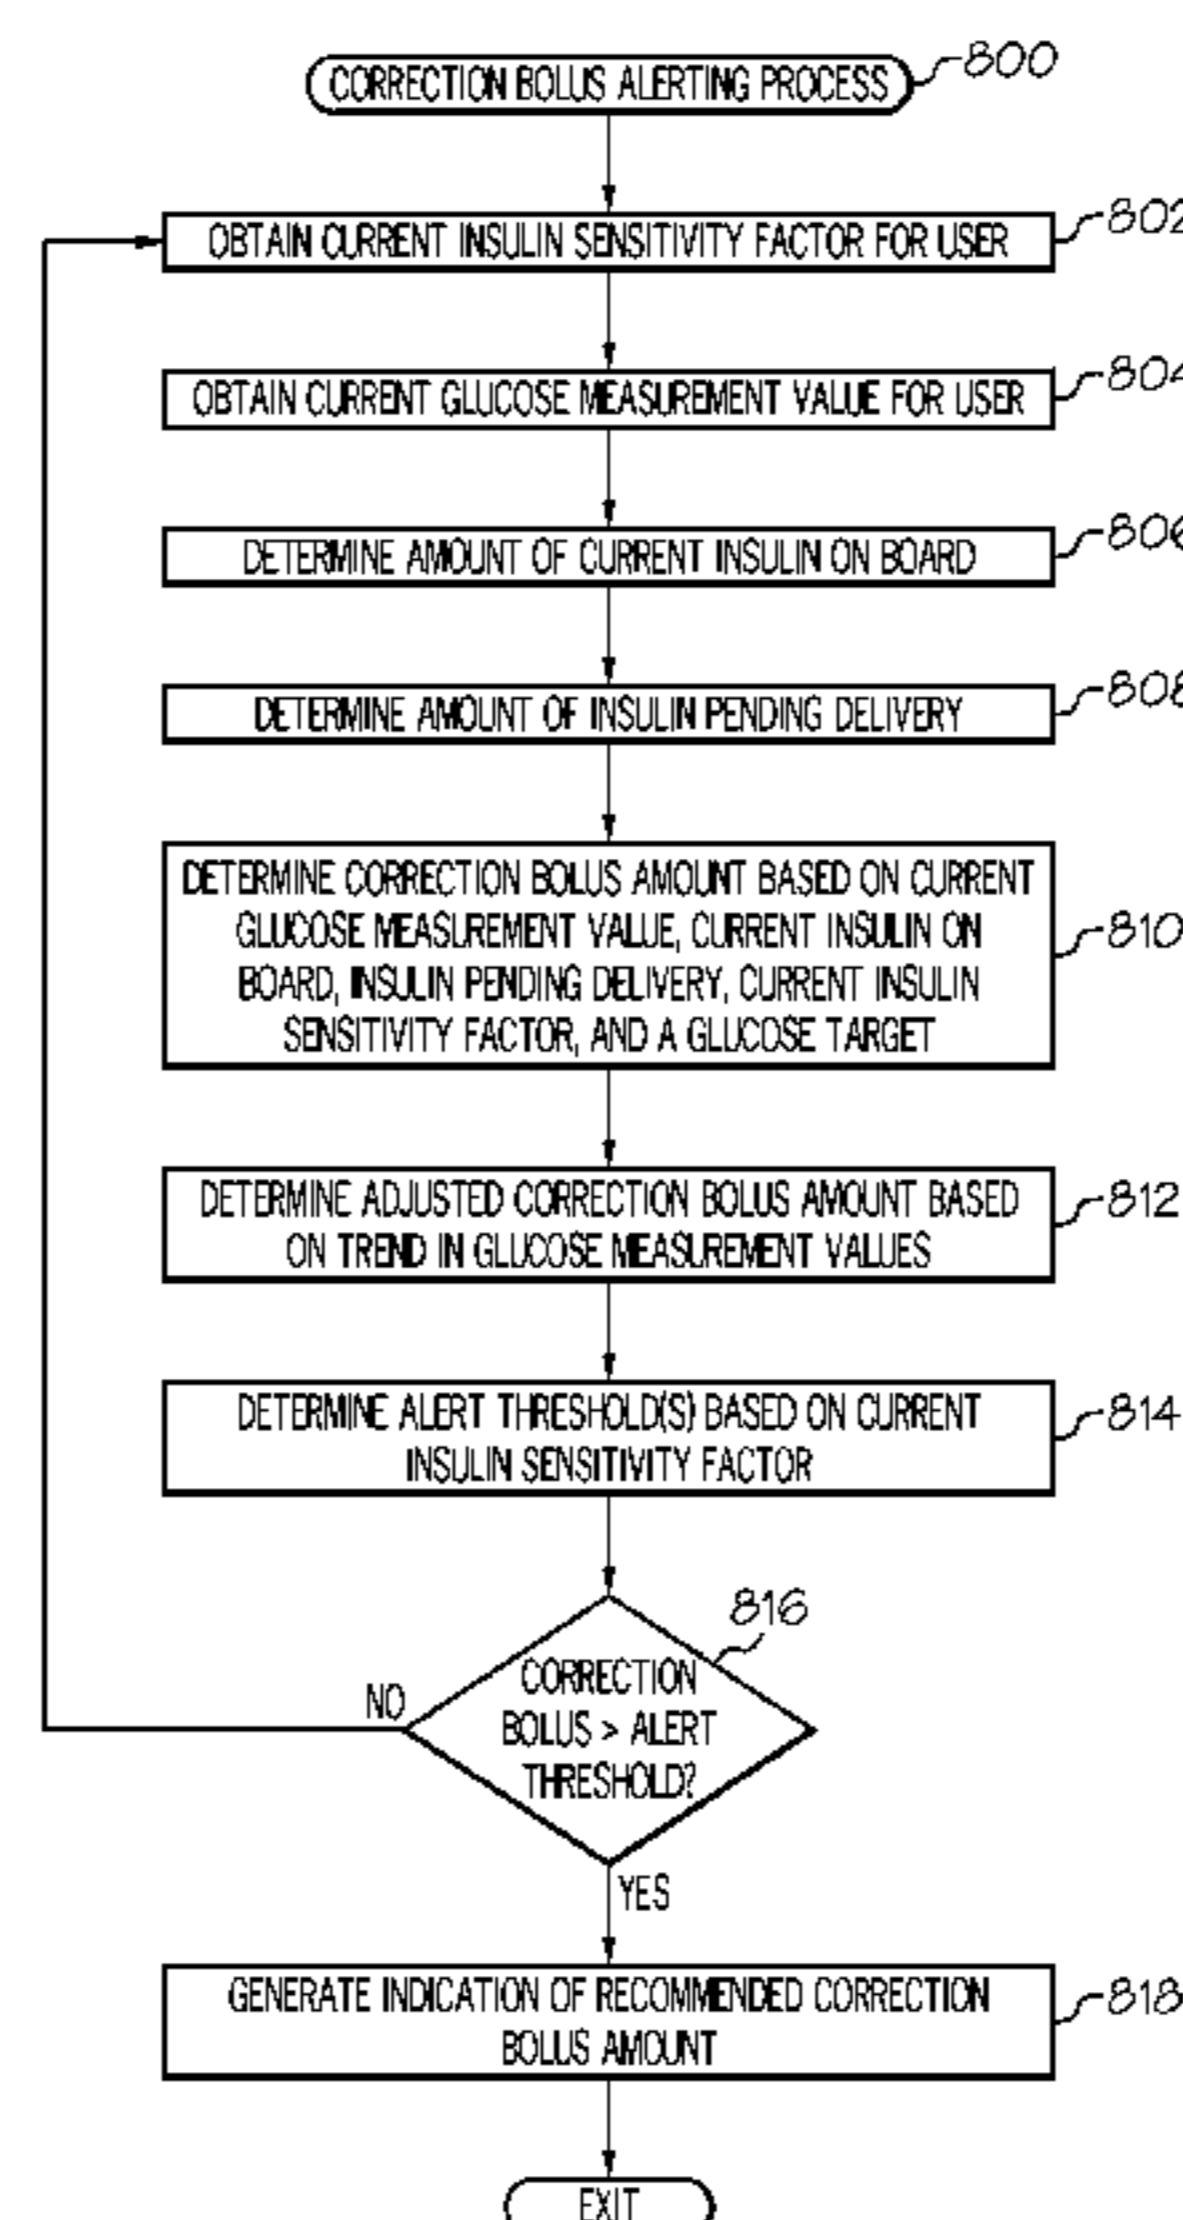 CORRECTION BOLUS ALERTING PROCESS
800
OBTAIN CURRENT INSULIN SENSITIVITY FACTOR FOR USER
802
OBTAIN CURRENT GLUCOSE MEASUREMENT VALUE FOR USER
804
DETERMINE AMOUNT OF CURRENT INSULIN ON BOARD
806
DETERMINE AMOUNT OF INSULIN PENDING DELIVERY
808
DETERMINE CORRECTION BOLUS AMOUNT BASED ON CURRENT
GLUCOSE MEASUREMENT VALUE, CURRENT INSULIN ON
BOARD, INSULIN PENDING DELIVERY, CURRENT INSULIN
SENSITIVITY FACTOR, AND A GLUCOSE TARGET
810
DETERMINE ADJUSTED CORRECTION BOLUS AMOUNT BASED
ON TREND IN GLUCOSE MEASUREMENT VALUES
812
DETERMINE ALERT THRESHOLD(S) BASED ON CURRENT
INSULIN SENSITIVITY FACTOR
814
816
CORRECTION
BOLUS > ALERT
THRESHOLD?
NO
YES
GENERATE INDICATION OF RECOMMENDED CORRECTION
BOLUS AMOUNT
818
EXIT